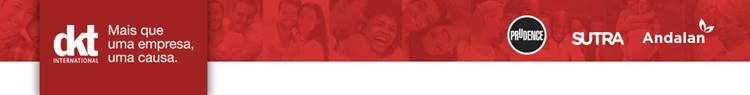 dkt
INTERNATIONAL
Mais que
uma empresa,
uma causa.
PRUDENCE
SUTRA
Andalan